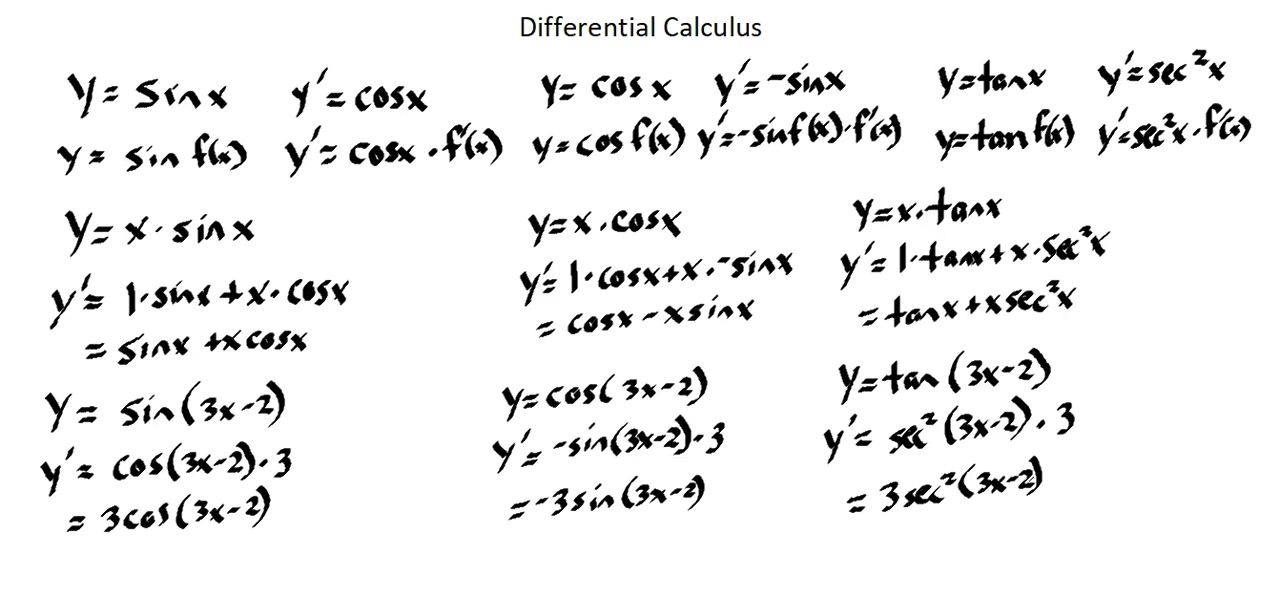 Differential Calculus
y = sinx y' = cosx y = cosx y' = -sinx y=tanx y'=sec²x
y = sin f(x) y' = cosx · f'(x) y = cos f(x) y'=-sinf(x)·f'(x) y=tan f(x) y'=sec²x·f'(x)
y = x · sinx
y' = 1·sinx + x·cosx
= sinx + xcosx
y=x·cosx
y' = 1·cosx+x·-sinx
= cosx - xsinx
y=x·tanx
y' = 1·tanx + x·sec²x
= tanx + xsec²x
y = sin(3x-2)
y' = cos(3x-2)·3
= 3cos(3x-2)
y=cos(3x-2)
y' = -sin(3x-2)·3
= -3sin(3x-2)
y=tan(3x-2)
y' = sec²(3x-2)·3
= 3sec²(3x-2)